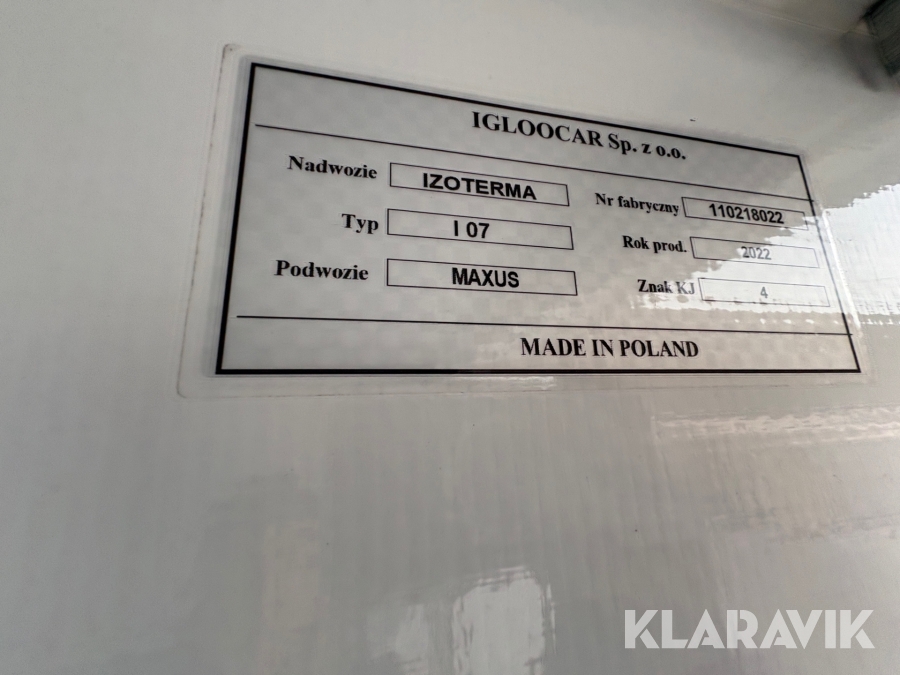 IGLOOCAR Sp. z o.o.
Nadwozie IZOTERMA
Typ I 07
Podwozie MAXUS
Nr fabryczny 110218022
Rok prod. 2022
Znak KJ 4
MADE IN POLAND
KLARAVIK